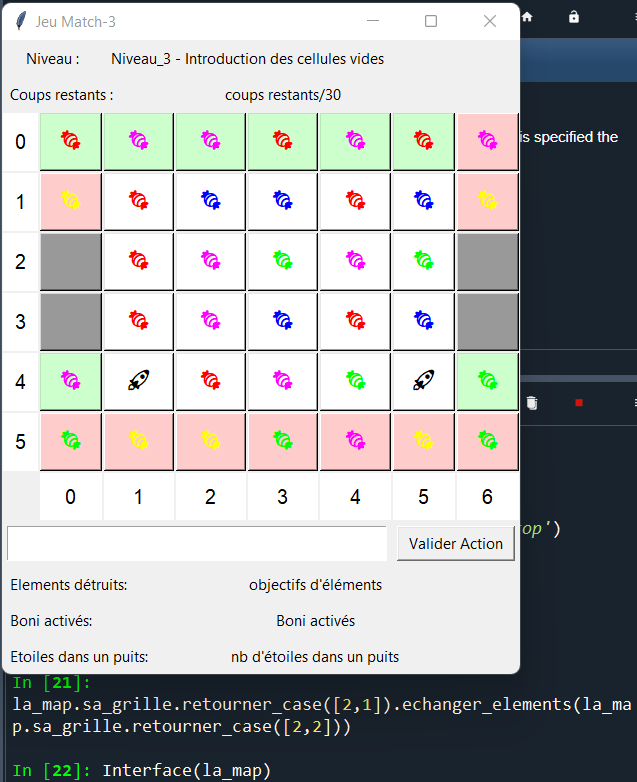 Jeu Match-3
Niveau : Niveau_3 - Introduction des cellules vides
Coups restants : coups restants/30
is specified the
0
1
2
3
4
5
0 1 2 3 4 5 6
op')
Valider Action
Elements détruits: objectifs d'éléments
Boni activés: Boni activés
Etoiles dans un puits: nb d'étoiles dans un puits
In [21]:
la_map.sa_grille.retourner_case([2,1]).echanger_elements(la_ma
p.sa_grille.retourner_case([2,2]))
In [22]: Interface(la_map)